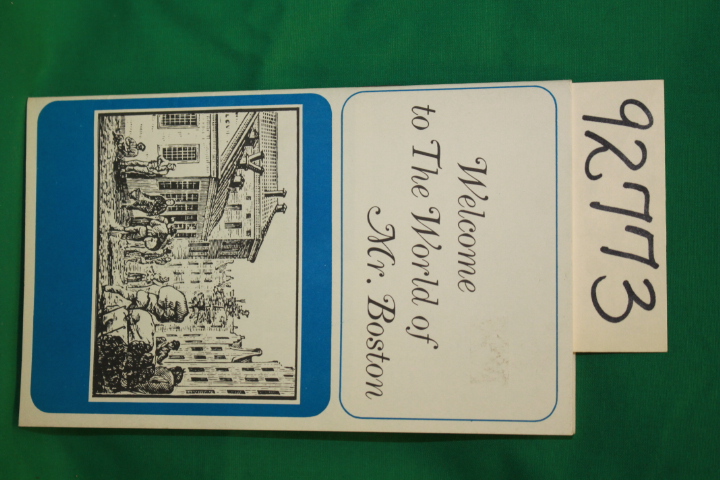 Welcome
to The World of
Mr. Boston
92773